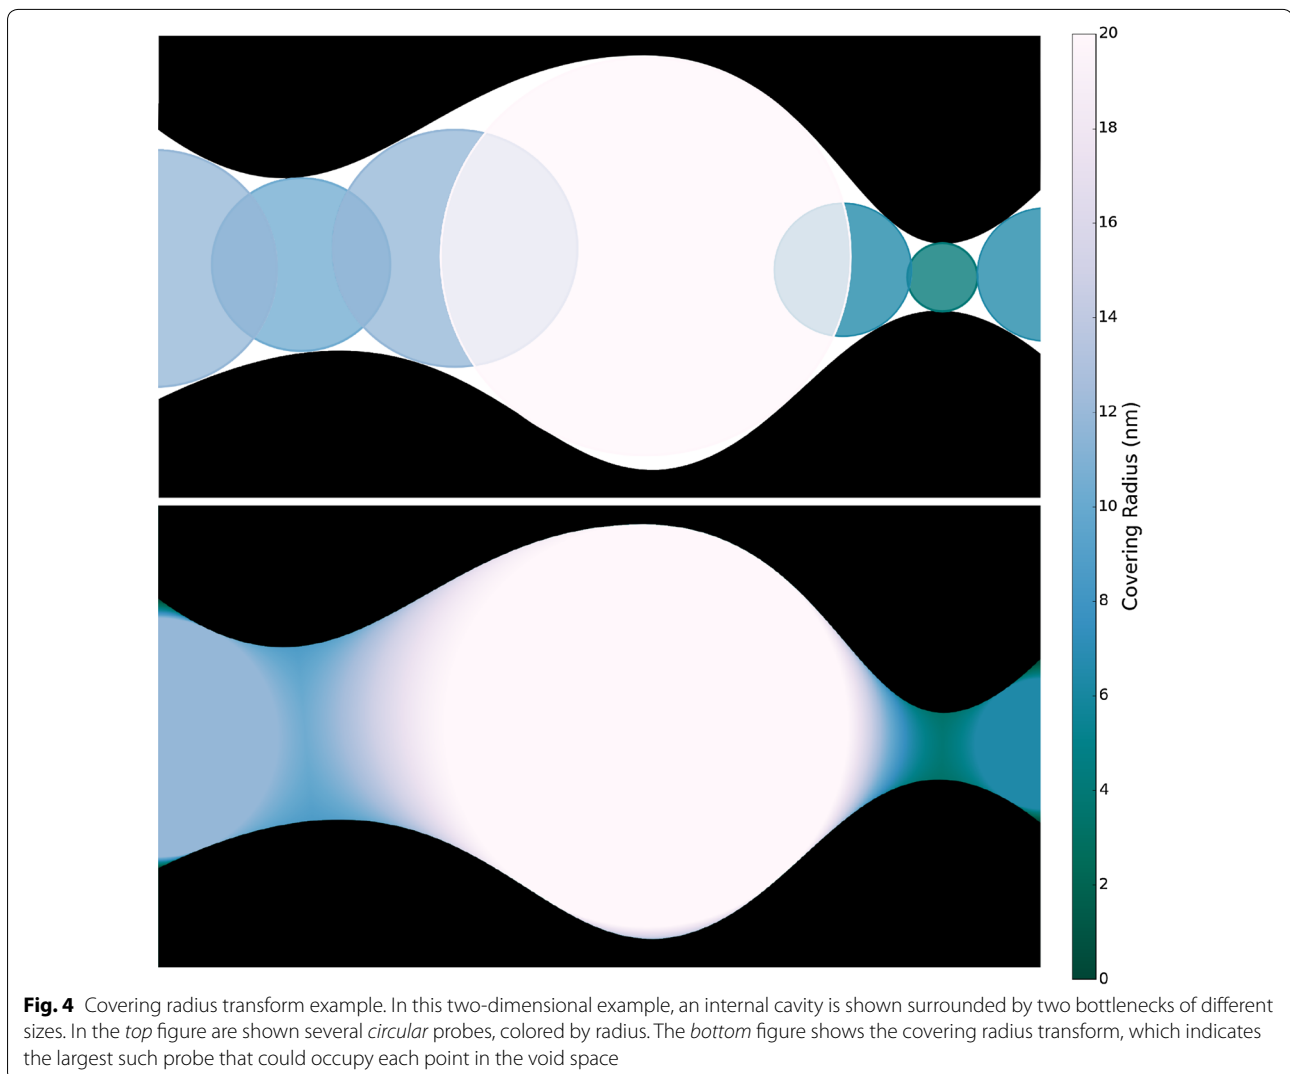 20
18
16
14
12
10
8
6
4
2
0
Covering Radius (nm)
Fig. 4 Covering radius transform example. In this two-dimensional example, an internal cavity is shown surrounded by two bottlenecks of different
sizes. In the top figure are shown several circular probes, colored by radius. The bottom figure shows the covering radius transform, which indicates
the largest such probe that could occupy each point in the void space